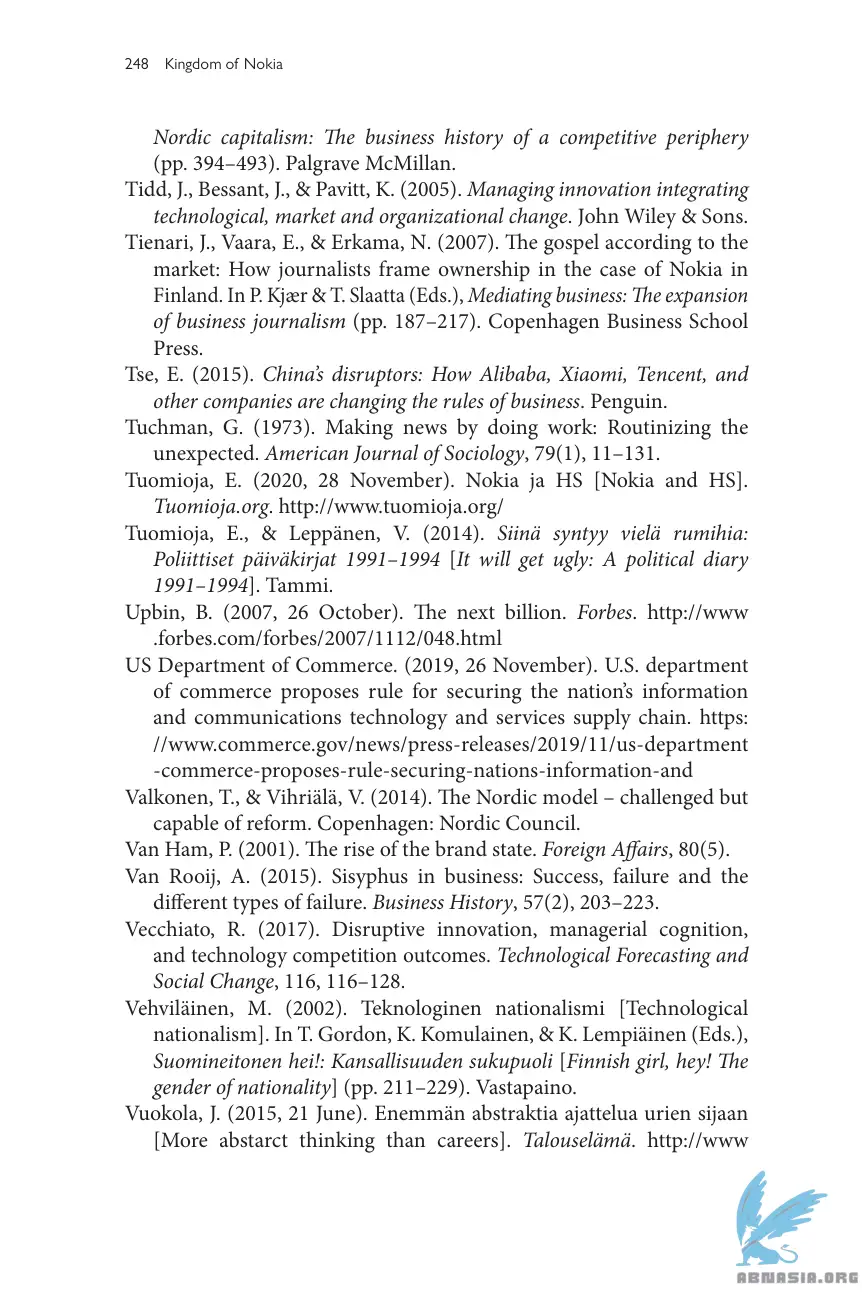 248 Kingdom of Nokia
Nordic capitalism: The business history of a competitive periphery
(pp. 394–493). Palgrave McMillan.
Tidd, J., Bessant, J., & Pavitt, K. (2005). Managing innovation integrating
technological, market and organizational change. John Wiley & Sons.
Tienari, J., Vaara, E., & Erkama, N. (2007). The gospel according to the
market: How journalists frame ownership in the case of Nokia in
Finland. In P. Kjær & T. Slaatta (Eds.), Mediating business: The expansion
of business journalism (pp. 187–217). Copenhagen Business School
Press.
Tse, E. (2015). China’s disruptors: How Alibaba, Xiaomi, Tencent, and
other companies are changing the rules of business. Penguin.
Tuchman, G. (1973). Making news by doing work: Routinizing the
unexpected. American Journal of Sociology, 79(1), 11–131.
Tuomioja, E. (2020, 28 November). Nokia ja HS [Nokia and HS].
Tuomioja.org. http://www.tuomioja.org/
Tuomioja, E., & Leppänen, V. (2014). Siinä syntyy vielä rumihia:
Poliittiset päiväkirjat 1991–1994 [It will get ugly: A political diary
1991–1994]. Tammi.
Upbin, B. (2007, 26 October). The next billion. Forbes. http://www
.forbes.com/forbes/2007/1112/048.html
US Department of Commerce. (2019, 26 November). U.S. department
of commerce proposes rule for securing the nation’s information
and communications technology and services supply chain. https:
//www.commerce.gov/news/press-releases/2019/11/us-department
-commerce-proposes-rule-securing-nations-information-and
Valkonen, T., & Vihriälä, V. (2014). The Nordic model – challenged but
capable of reform. Copenhagen: Nordic Council.
Van Ham, P. (2001). The rise of the brand state. Foreign Affairs, 80(5).
Van Rooij, A. (2015). Sisyphus in business: Success, failure and the
different types of failure. Business History, 57(2), 203–223.
Vecchiato, R. (2017). Disruptive innovation, managerial cognition,
and technology competition outcomes. Technological Forecasting and
Social Change, 116, 116–128.
Vehviläinen, M. (2002). Teknologinen nationalismi [Technological
nationalism]. In T. Gordon, K. Komulainen, & K. Lempiäinen (Eds.),
Suomineitonen hei!: Kansallisuuden sukupuoli [Finnish girl, hey! The
gender of nationality] (pp. 211–229). Vastapaino.
Vuokola, J. (2015, 21 June). Enemmän abstraktia ajattelua urien sijaan
[More abstarct thinking than careers]. Talouselämä. http://www
ABNASIA.ORG